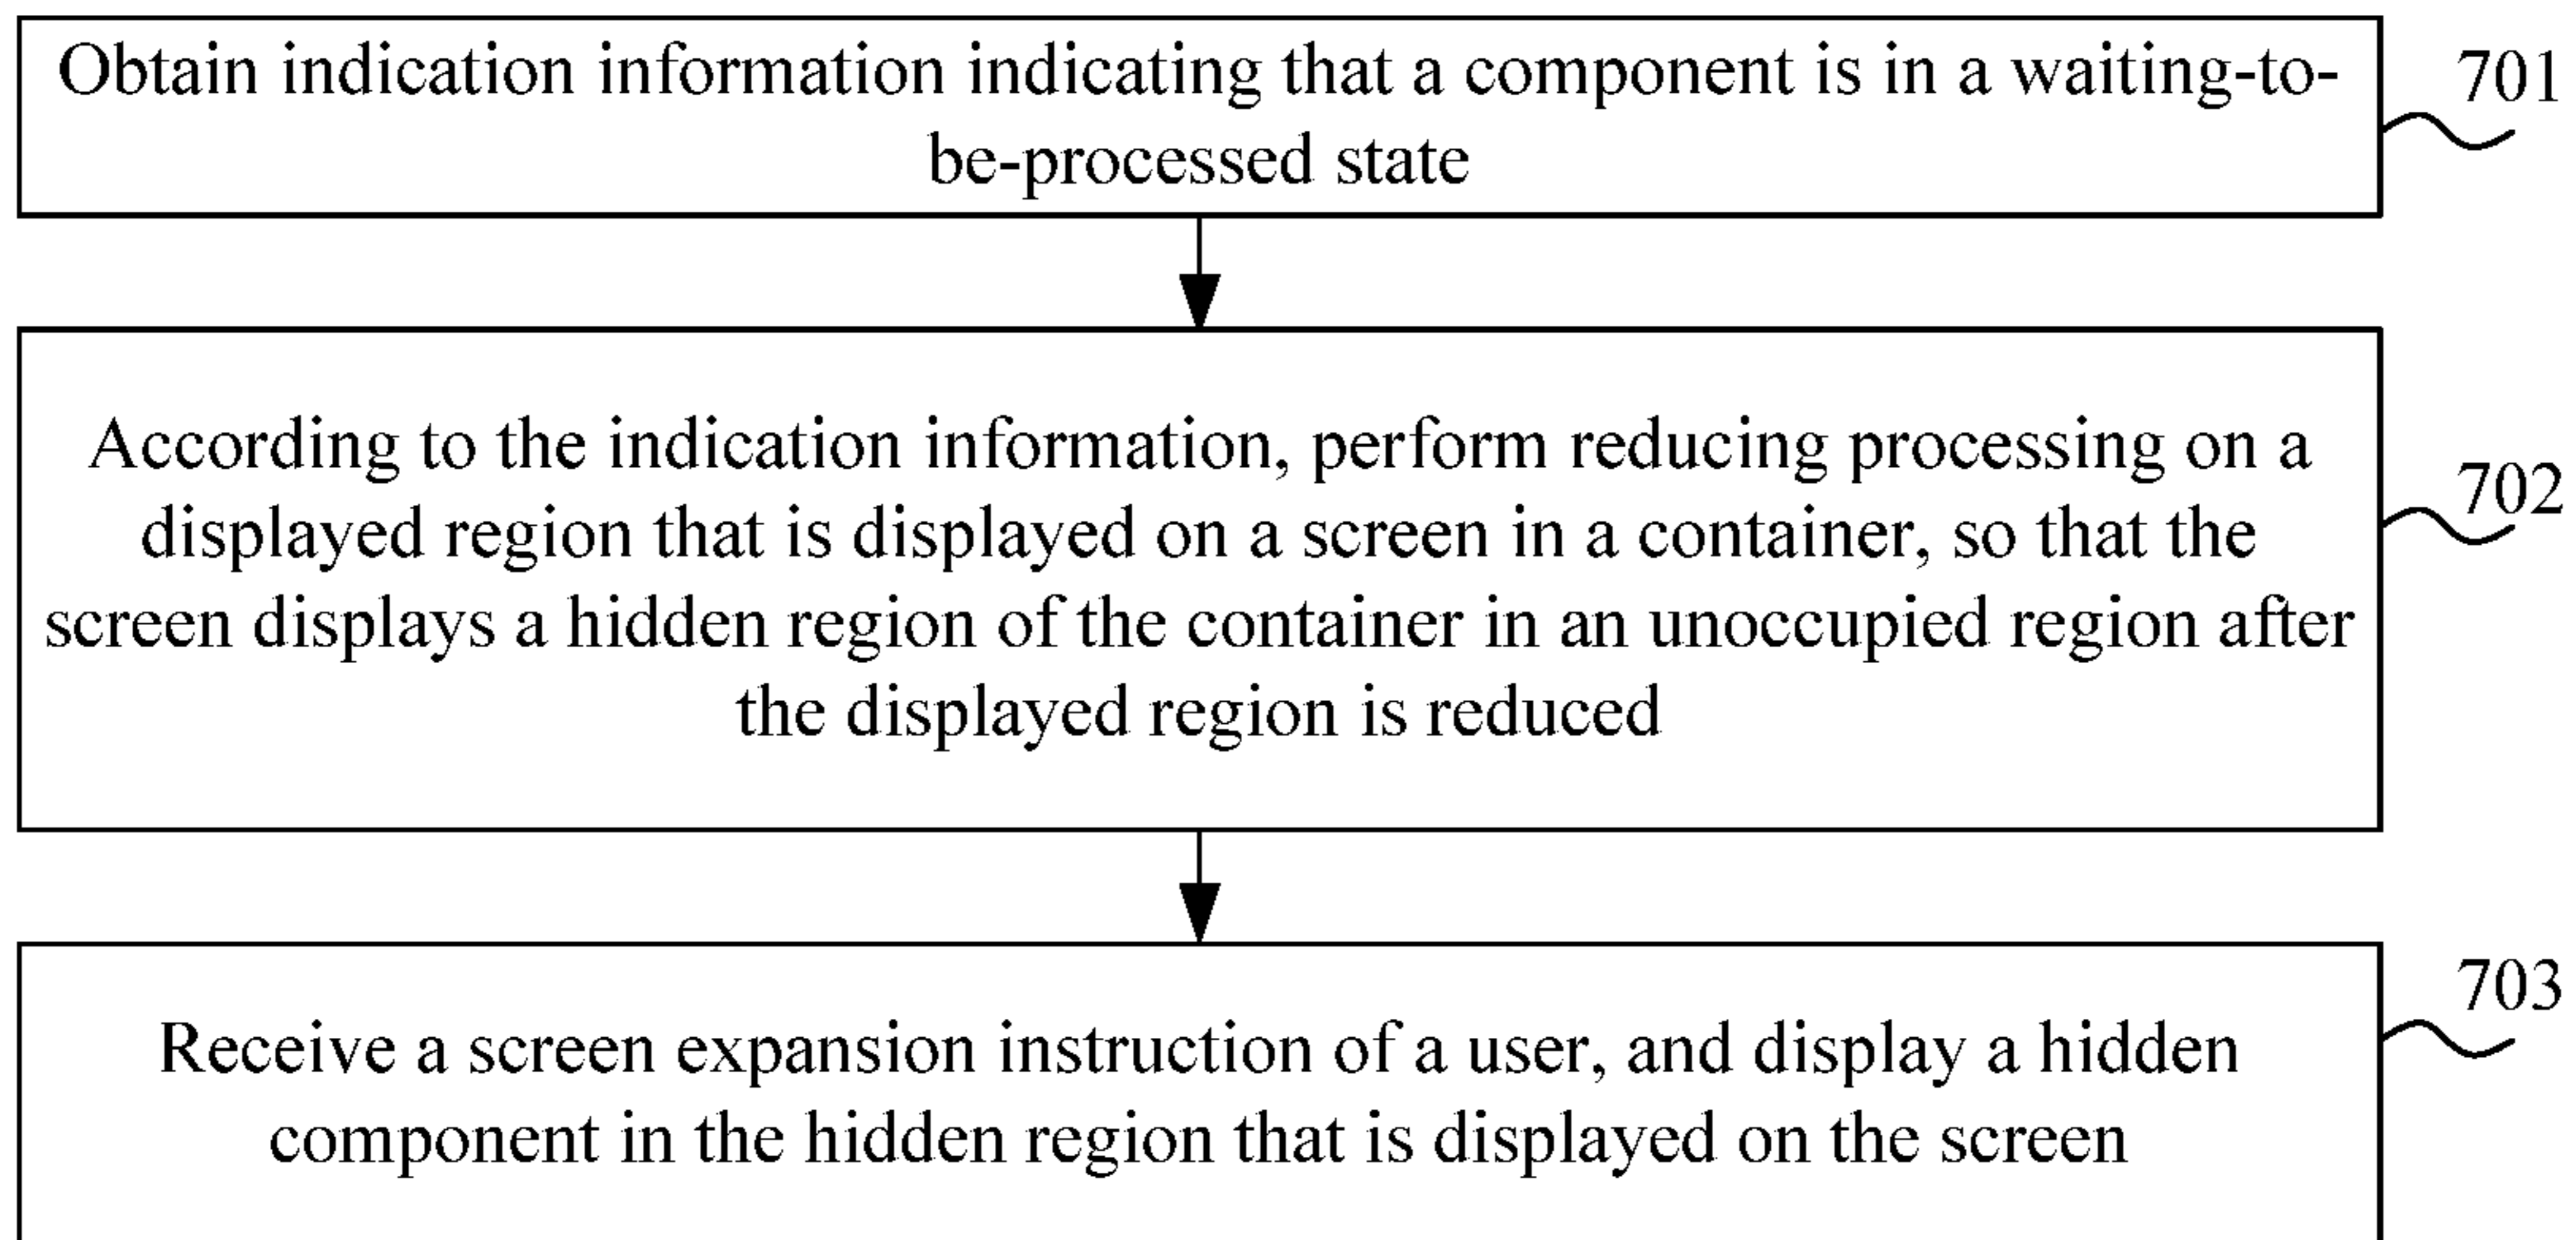 Obtain indication information indicating that a component is in a waiting-to-
be-processed state
701
According to the indication information, perform reducing processing on a
displayed region that is displayed on a screen in a container, so that the
screen displays a hidden region of the container in an unoccupied region after
the displayed region is reduced
702
Receive a screen expansion instruction of a user, and display a hidden
component in the hidden region that is displayed on the screen
703